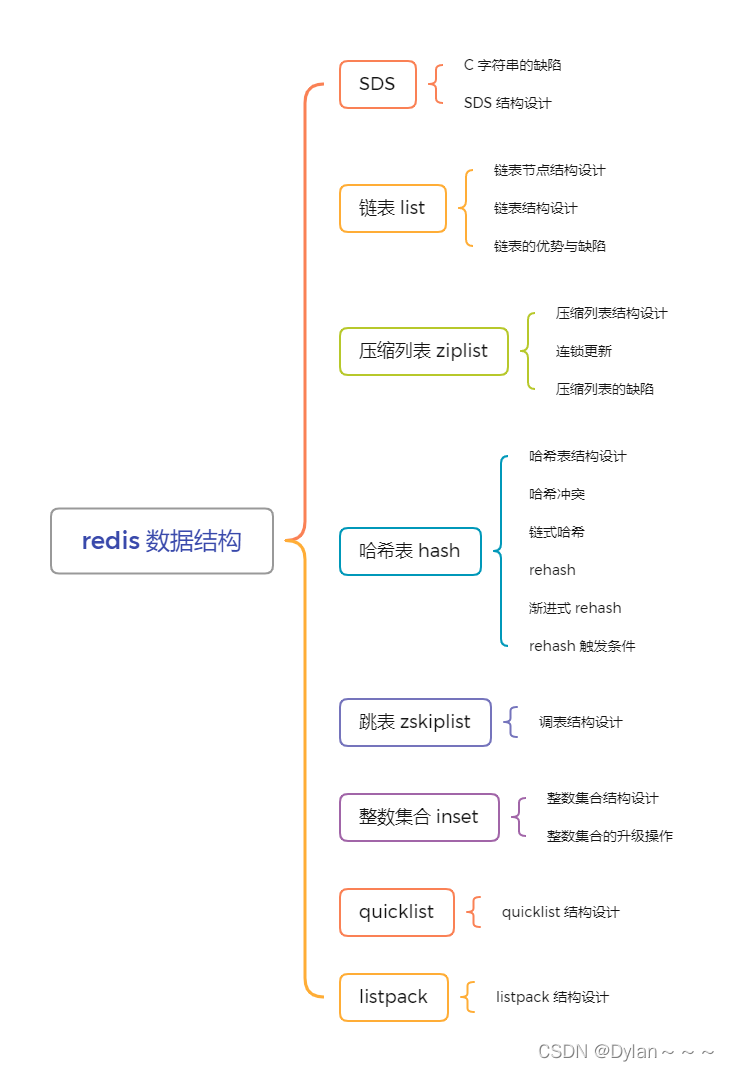 redis 数据结构
SDS
C 字符串的缺陷
SDS 结构设计
链表 list
链表节点结构设计
链表结构设计
链表的优势与缺陷
压缩列表 ziplist
压缩列表结构设计
连锁更新
压缩列表的缺陷
哈希表 hash
哈希表结构设计
哈希冲突
链式哈希
rehash
渐进式 rehash
rehash 触发条件
跳表 zskiplist
调表结构设计
整数集合 inset
整数集合结构设计
整数集合的升级操作
quicklist
quicklist 结构设计
listpack
listpack 结构设计
CSDN @Dylan~~~